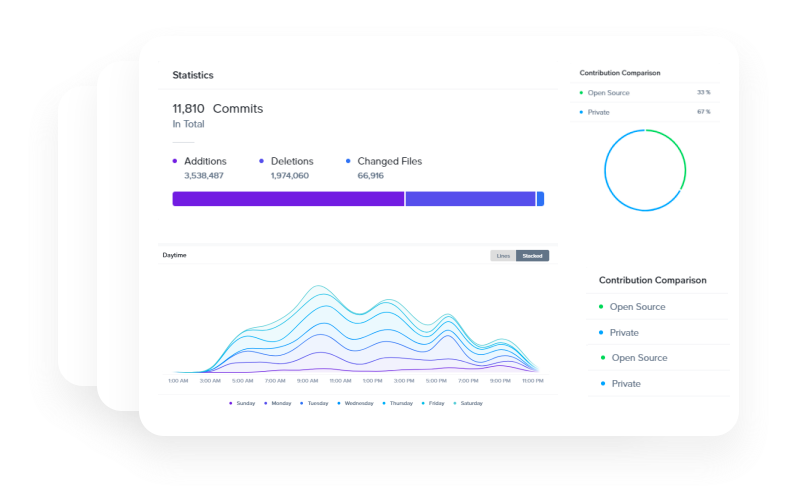 Statistics
11,810 Commits
In Total
Additions
3,538,487
Deletions
1,974,060
Changed Files
66,916
Contribution Comparison
Open Source 33 %
Private 67 %
Daytime
Lines Stacked
1:00 AM 3:00 AM 5:00 AM 7:00 AM 9:00 AM 11:00 AM 1:00 PM 3:00 PM 5:00 PM 7:00 PM 9:00 PM 11:00 PM
Sunday Monday Tuesday Wednesday Thursday Friday Saturday
Contribution Comparison
Open Source
Private
Open Source
Private